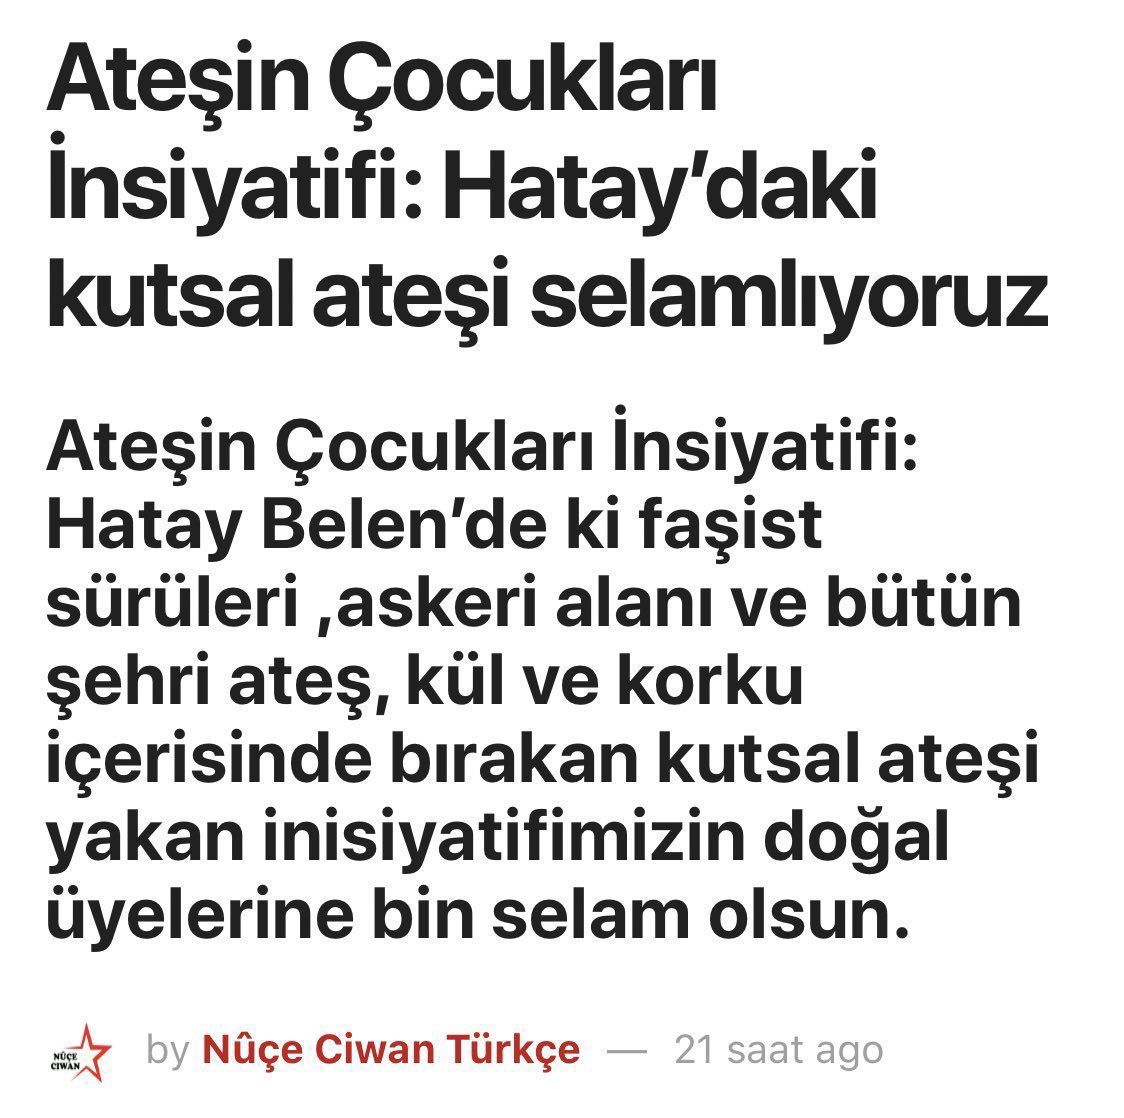 Ateşin Çocukları
İnsiyatifi: Hatay’daki
kutsal ateşi selamlıyoruz
Ateşin Çocukları İnsiyatifi:
Hatay Belen’de ki faşist
sürüleri ,askeri alanı ve bütün
şehri ateş, kül ve korku
içerisinde bırakan kutsal ateşi
yakan inisiyatifimizin doğal
üyelerine bin selam olsun.
NÛÇE
CIWAN
by Nûçe Ciwan Türkçe — 21 saat ago